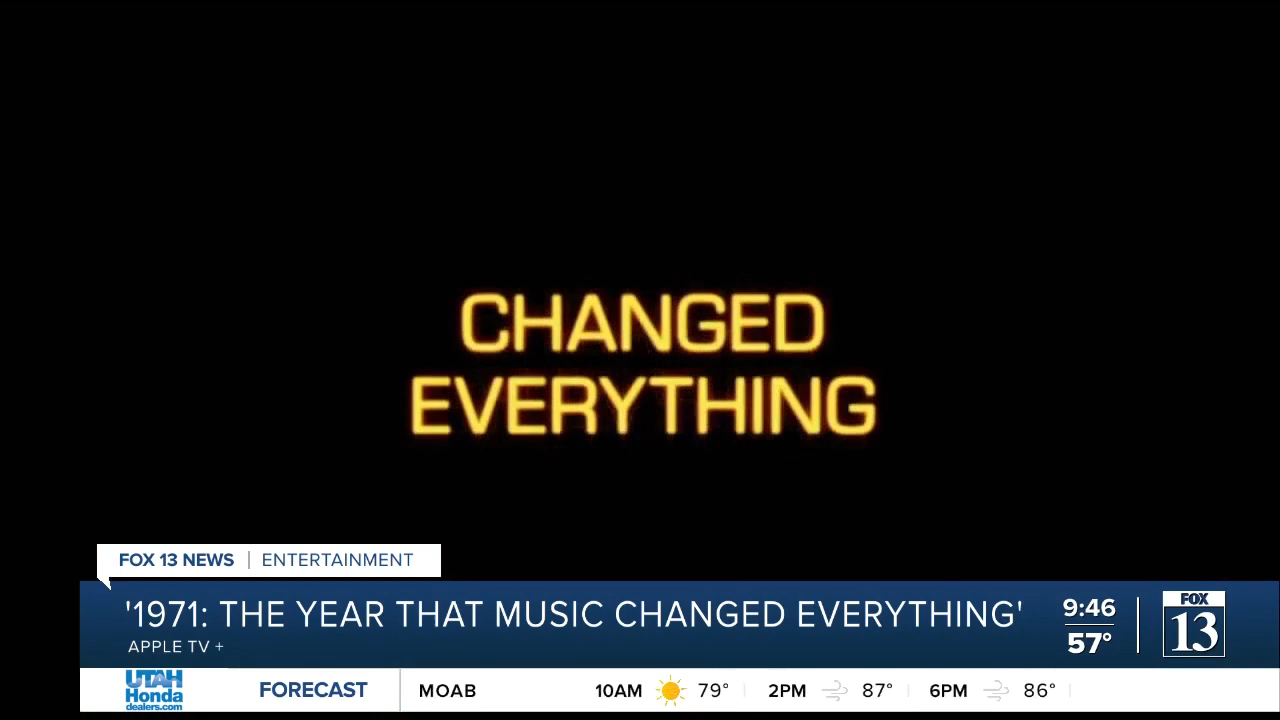 CHANGED
EVERYTHING
FOX 13 NEWS | ENTERTAINMENT
'1971: THE YEAR THAT MUSIC CHANGED EVERYTHING'
APPLE TV +
9:46
57°
FOX
13
UTAH
Honda
dealers.com
FORECAST
MOAB 10AM 79° 2PM 87° 6PM 86°